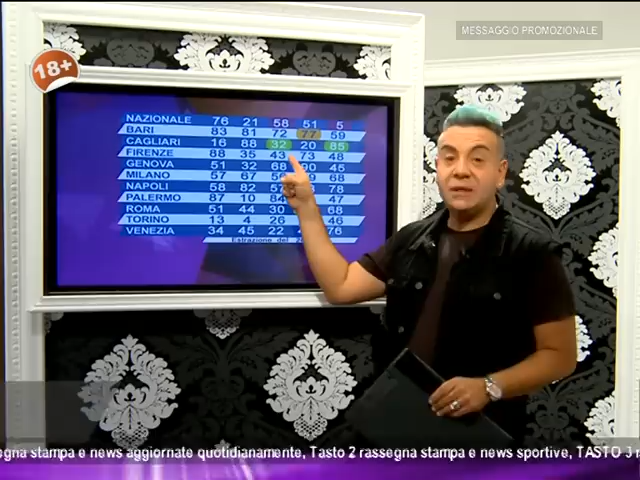 MESSAGGIO PROMOZIONALE
18+
NAZIONALE 76 21 58 51 5
BARI 83 81 72 77 59
CAGLIARI 16 88 32 20 85
FIRENZE 88 35 43 73 48
GENOVA 51 32 68 90 45
MILANO 57 67 68
NAPOLI 58 82 78
PALERMO 87 10 47
ROMA 51 44 30 68
TORINO 13 4 46
VENEZIA 34 45 22 76
Estrazione del
gna stampa e news aggiornate quotidianamente, Tasto 2 rassegna stampa e news sportive, TASTO 3